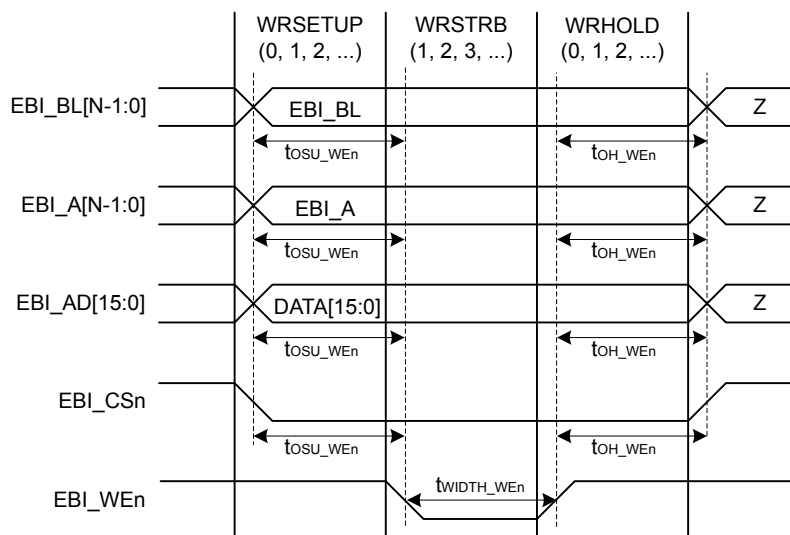 WRSETUP WRSTRB WRHOLD
(0, 1, 2, ...) (1, 2, 3, ...) (0, 1, 2, ...)
EBI_BL[N-1:0] EBI_BL Z
tOSU_WEn tOH_WEn
EBI_A[N-1:0] EBI_A Z
tOSU_WEn tOH_WEn
EBI_AD[15:0] DATA[15:0] Z
tOSU_WEn tOH_WEn
EBI_CSn
tOSU_WEn tOH_WEn
EBI_WEn tWIDTH_WEn